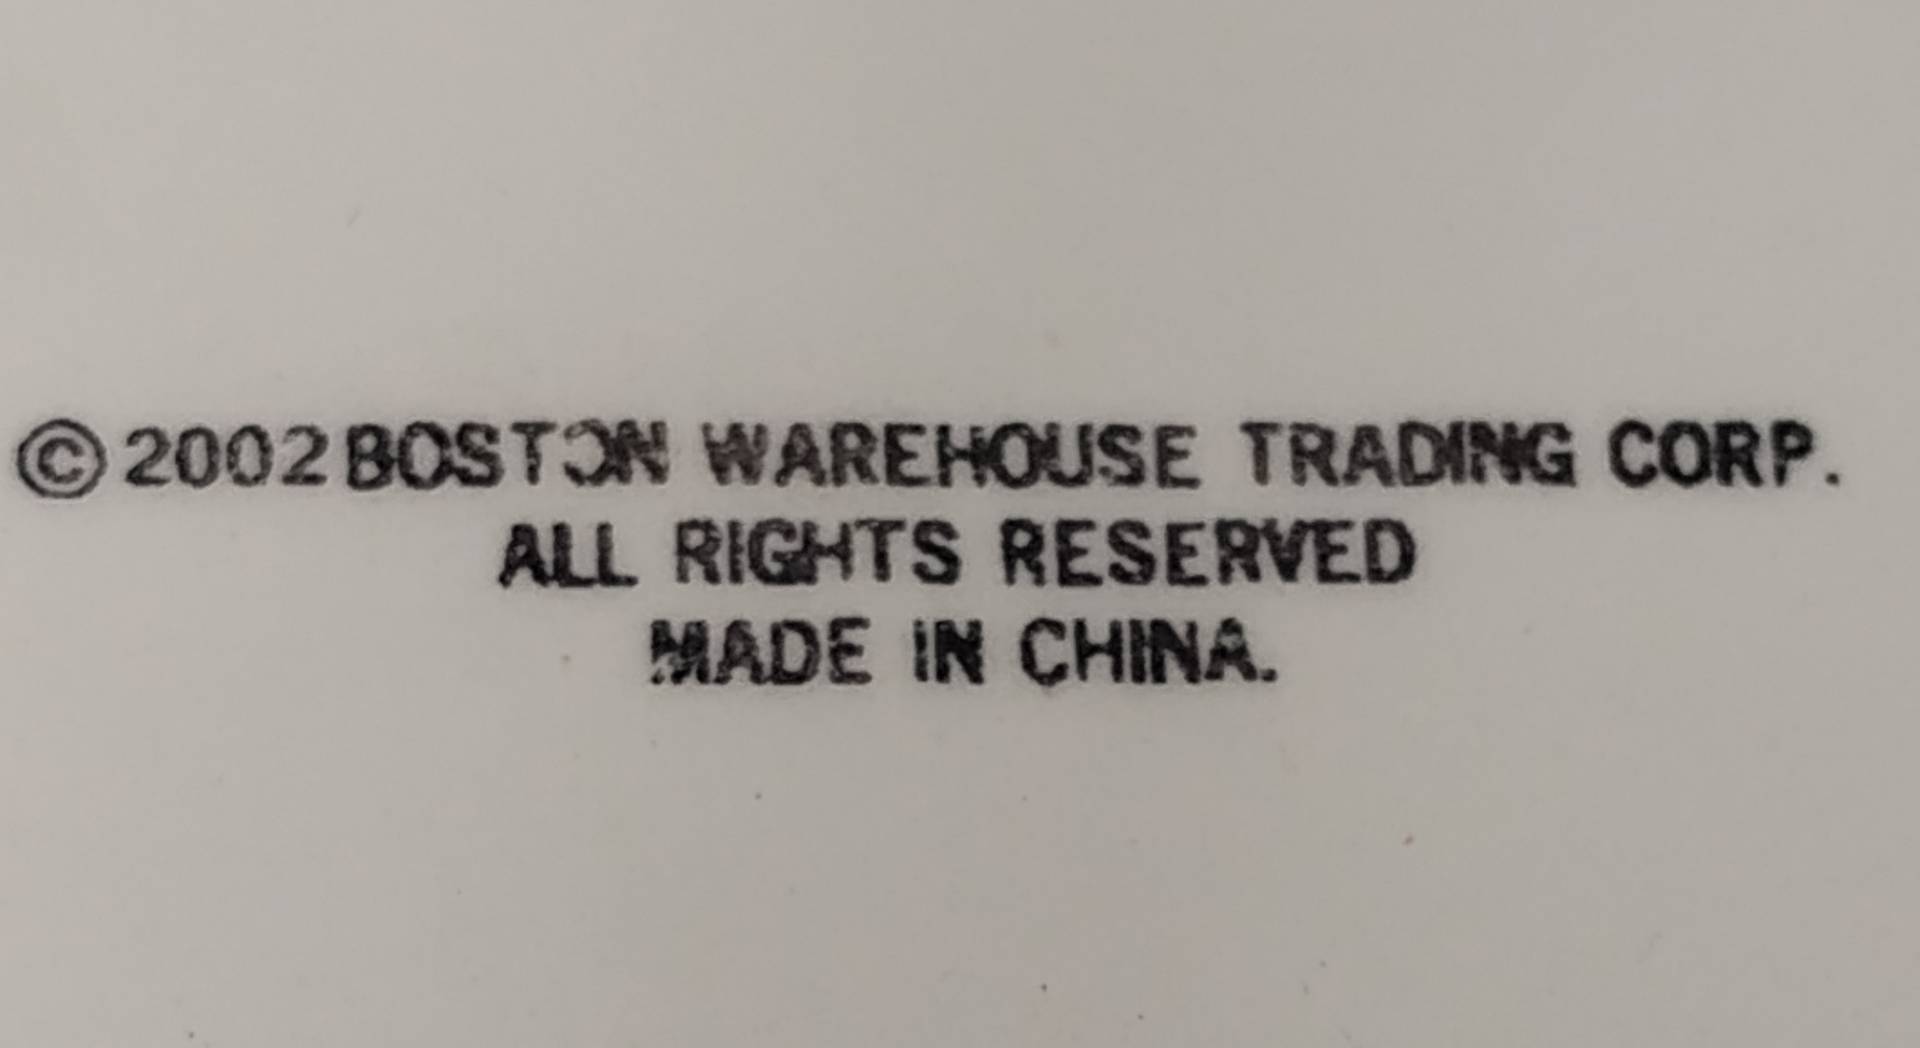 ©2002 BOSTON WAREHOUSE TRADING CORP.
ALL RIGHTS RESERVED
MADE IN CHINA.